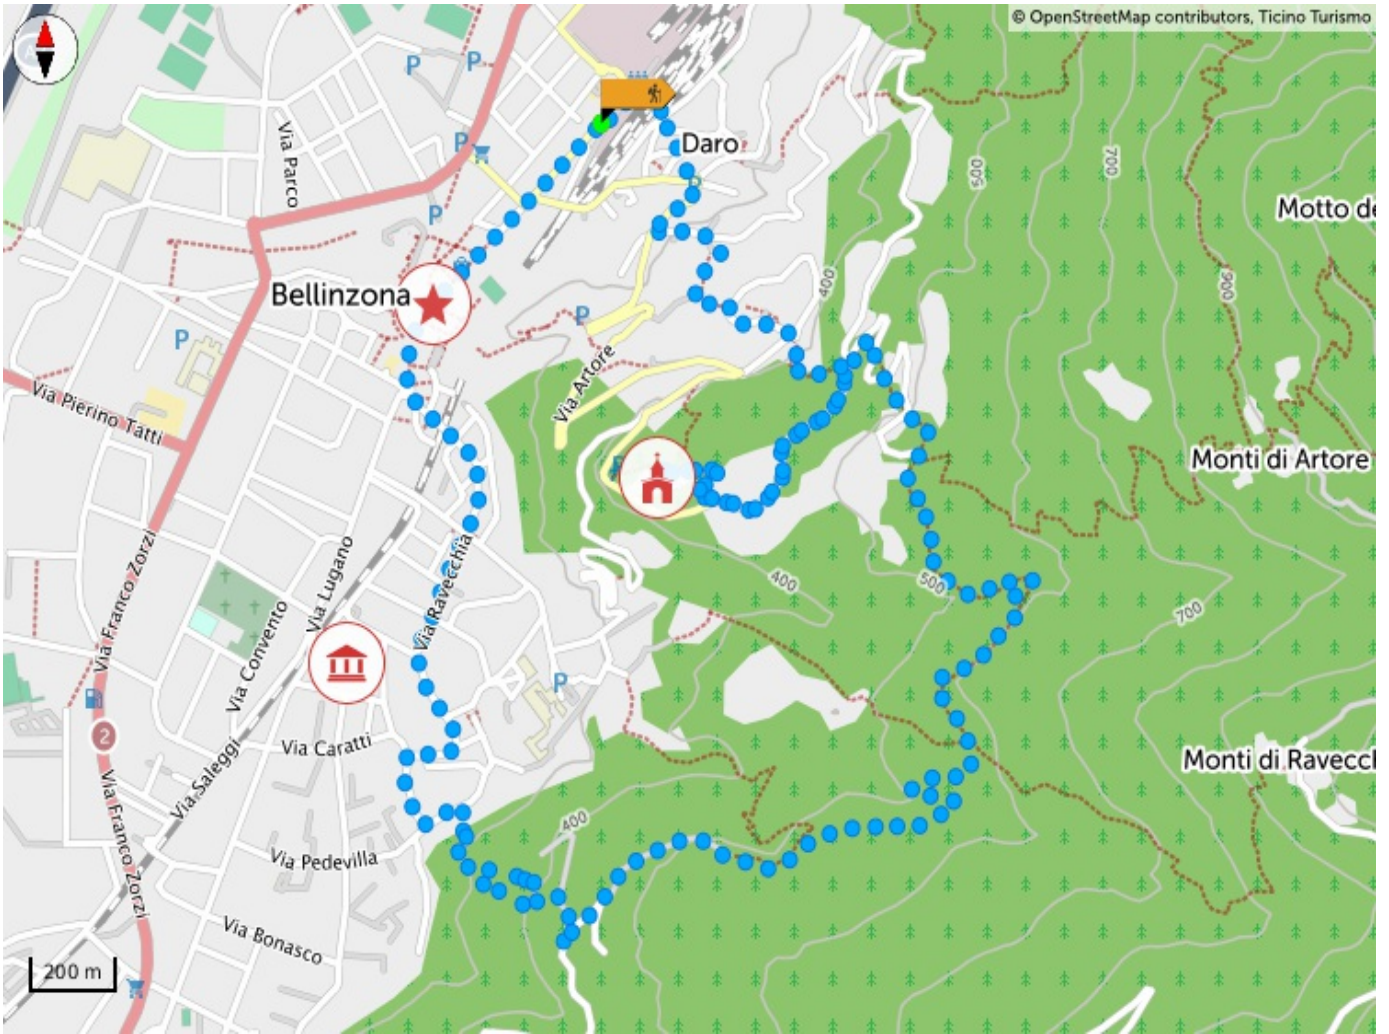 © OpenStreetMap contributors, Ticino Turismo
P
P
Via Parco
P
Daro
500
700
P
P
Motto de
400
900
Bellinzona
P
P
Via Artore
Via Pierino Tatti
Monti di Artore
P
Via Franco Zorzi
Via Lugano
Via Ravecchia
400
500
700
Via Convento
P
2
Via Caratti
Via Saleggi
Monti di Ravecch
400
Via Franco Zorzi
Via Pedevilla
Via Bonasco
200 m